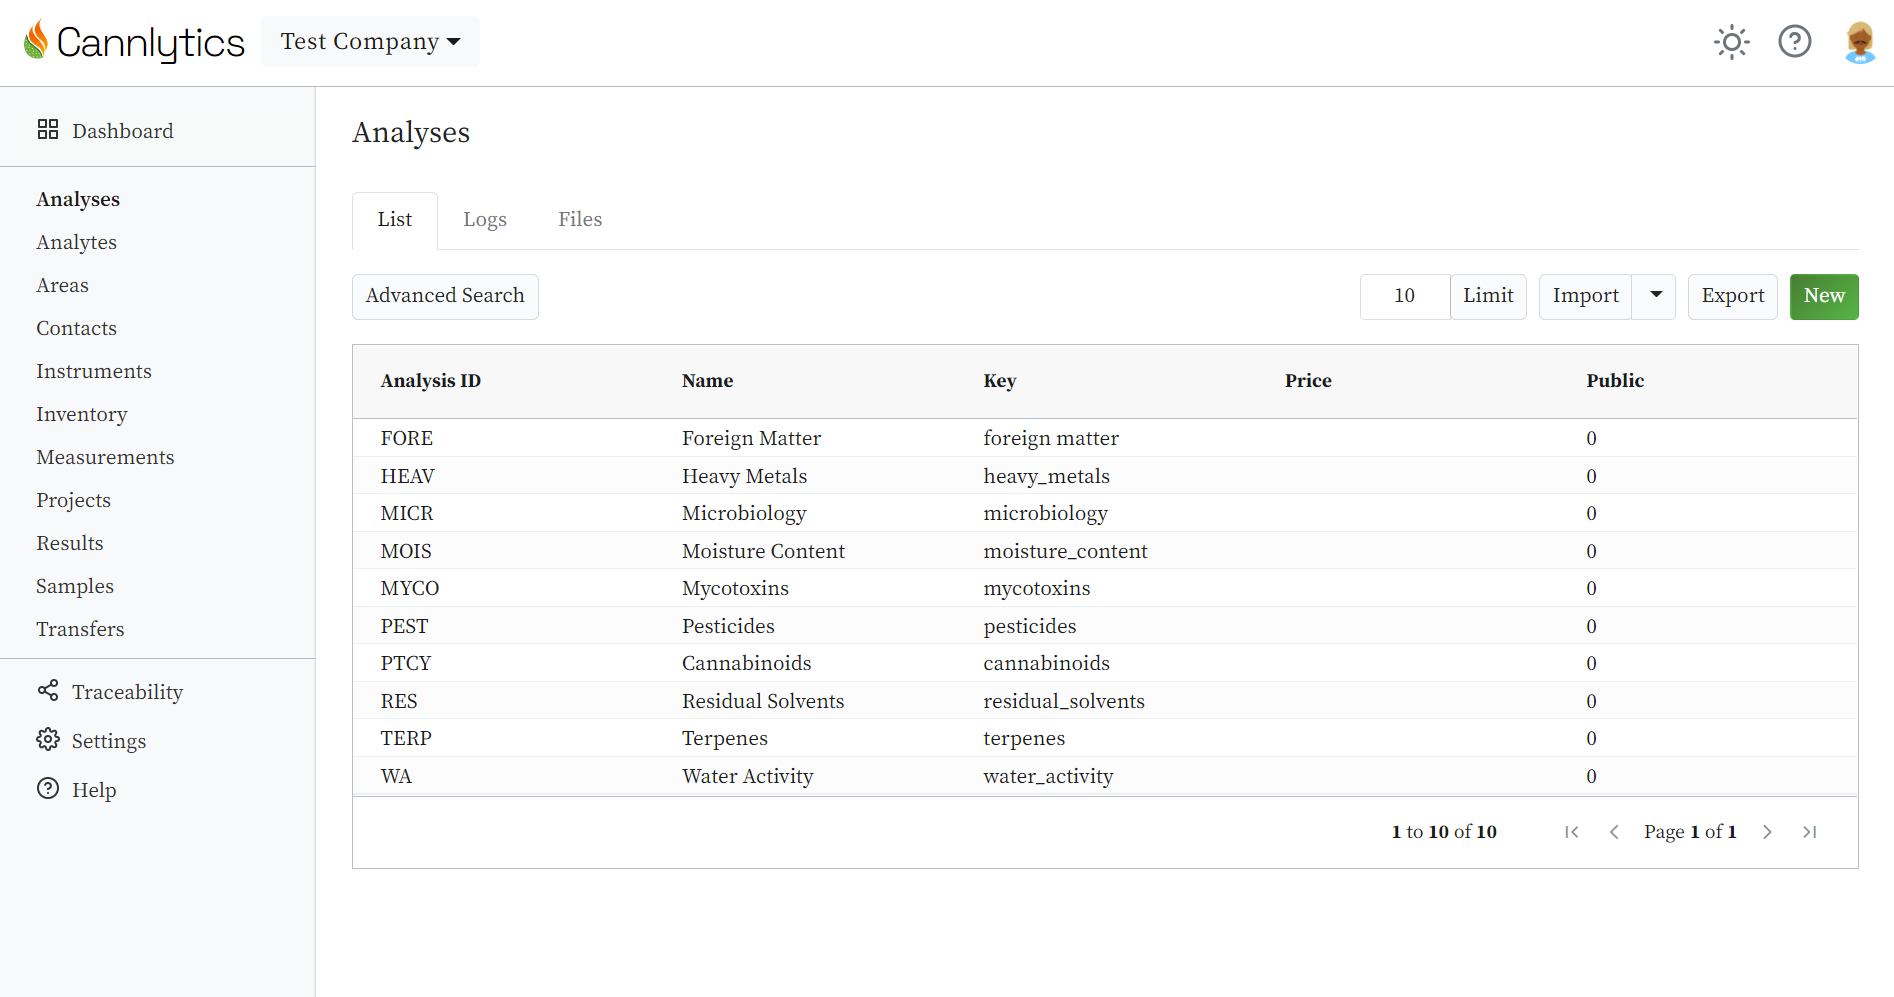 Cannlytics Test Company
Dashboard
Analyses
Analytes
Areas
Contacts
Instruments
Inventory
Measurements
Projects
Results
Samples
Transfers
Traceability
Settings
Help
Analyses
List Logs Files
Advanced Search 10 Limit Import Export New
Analysis ID Name Key Price Public
FORE Foreign Matter foreign matter 0
HEAV Heavy Metals heavy_metals 0
MICR Microbiology microbiology 0
MOIS Moisture Content moisture_content 0
MYCO Mycotoxins mycotoxins 0
PEST Pesticides pesticides 0
PTCY Cannabinoids cannabinoids 0
RES Residual Solvents residual_solvents 0
TERP Terpenes terpenes 0
WA Water Activity water_activity 0
1 to 10 of 10 Page 1 of 1